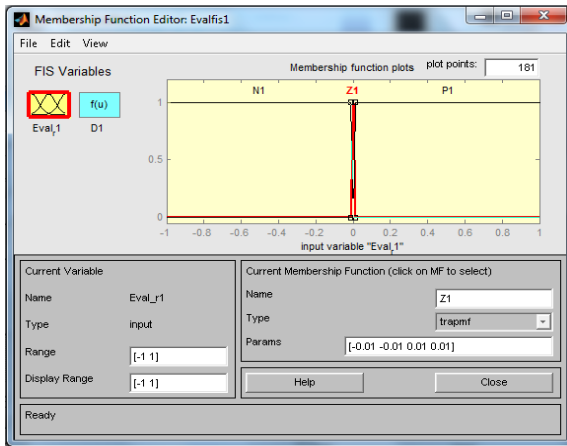 Membership Function Editor: Evalfis1
File Edit View
FIS Variables
Membership function plots plot points: 181
f(u)
Eval_r1 D1
N1 Z1 P1
1
0.5
0
-1 -0.8 -0.6 -0.4 -0.2 0 0.2 0.4 0.6 0.8 1
input variable "Eval_r1"
Current Variable
Name Eval_r1
Type input
Range [-1 1]
Display Range [-1 1]
Current Membership Function (click on MF to select)
Name Z1
Type trapmf
Params [-0.01 -0.01 0.01 0.01]
Help Close
Ready